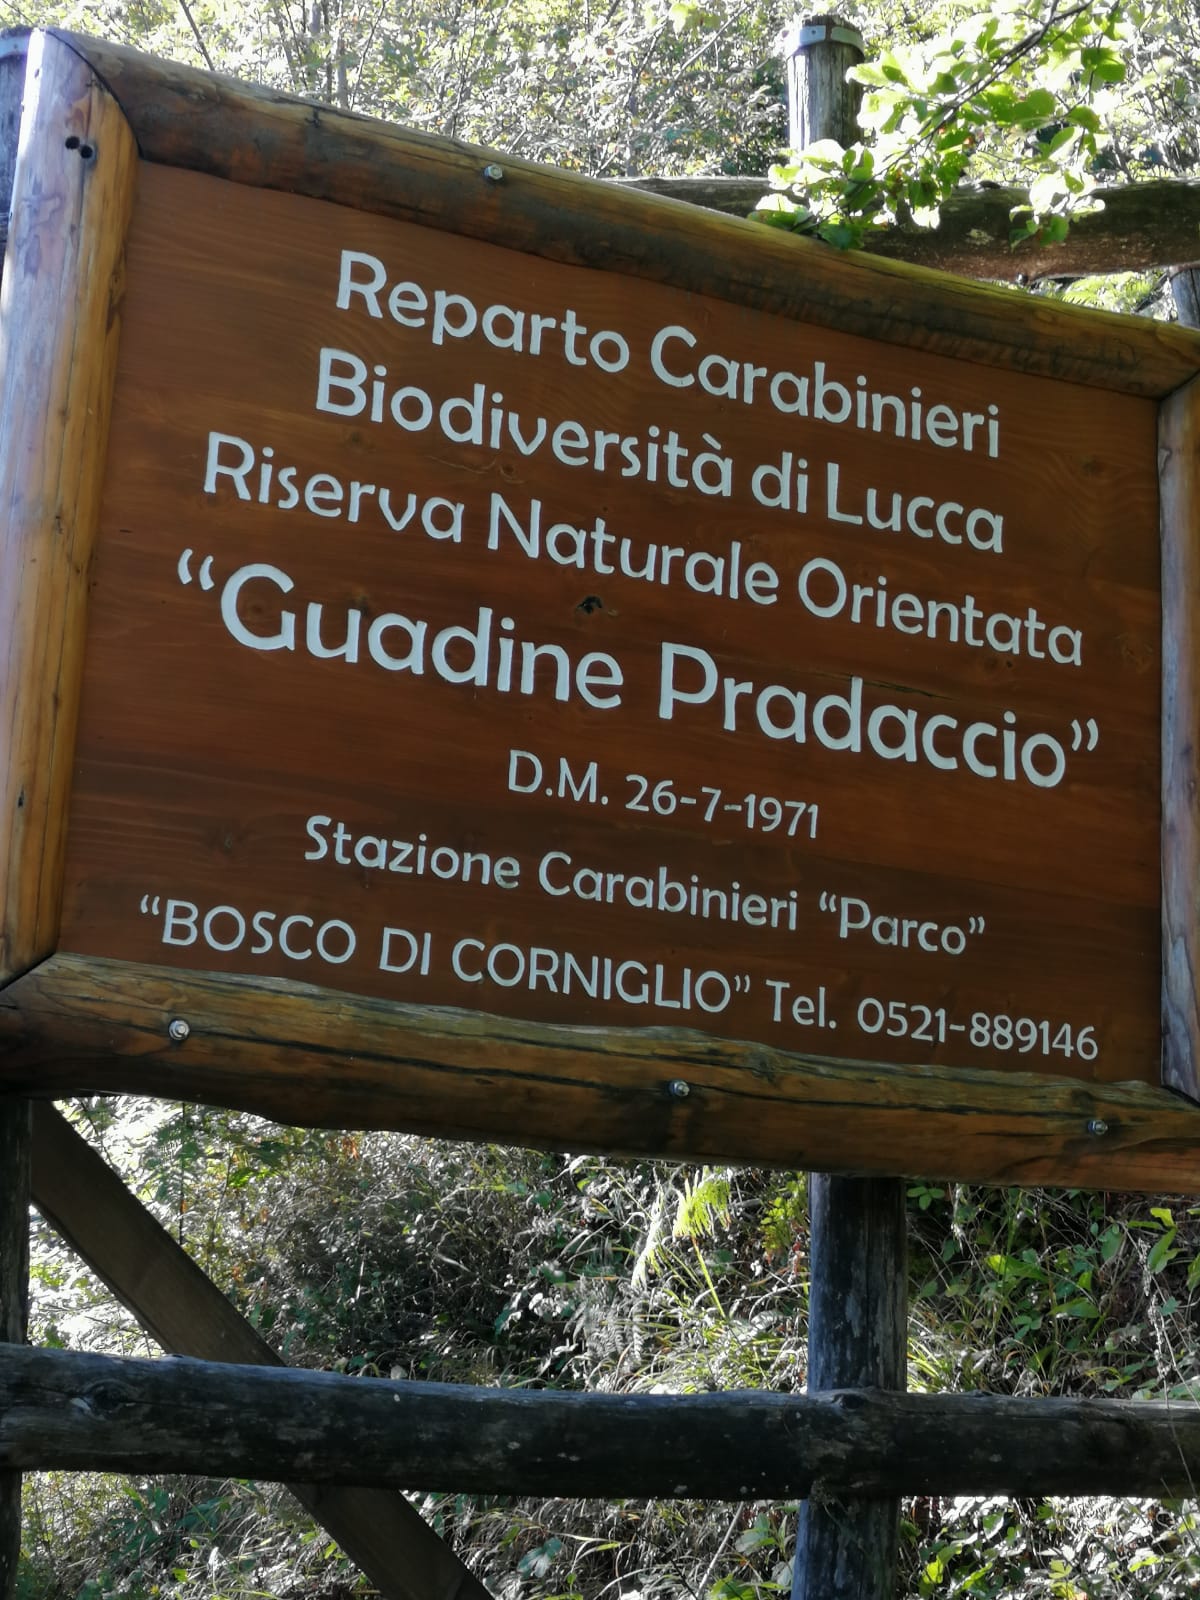 Reparto Carabinieri
Biodiversità di Lucca
Riserva Naturale Orientata
“Guadine Pradaccio”
D.M. 26-7-1971
Stazione Carabinieri “Parco”
“BOSCO DI CORNIGLIO” Tel. 0521-889146